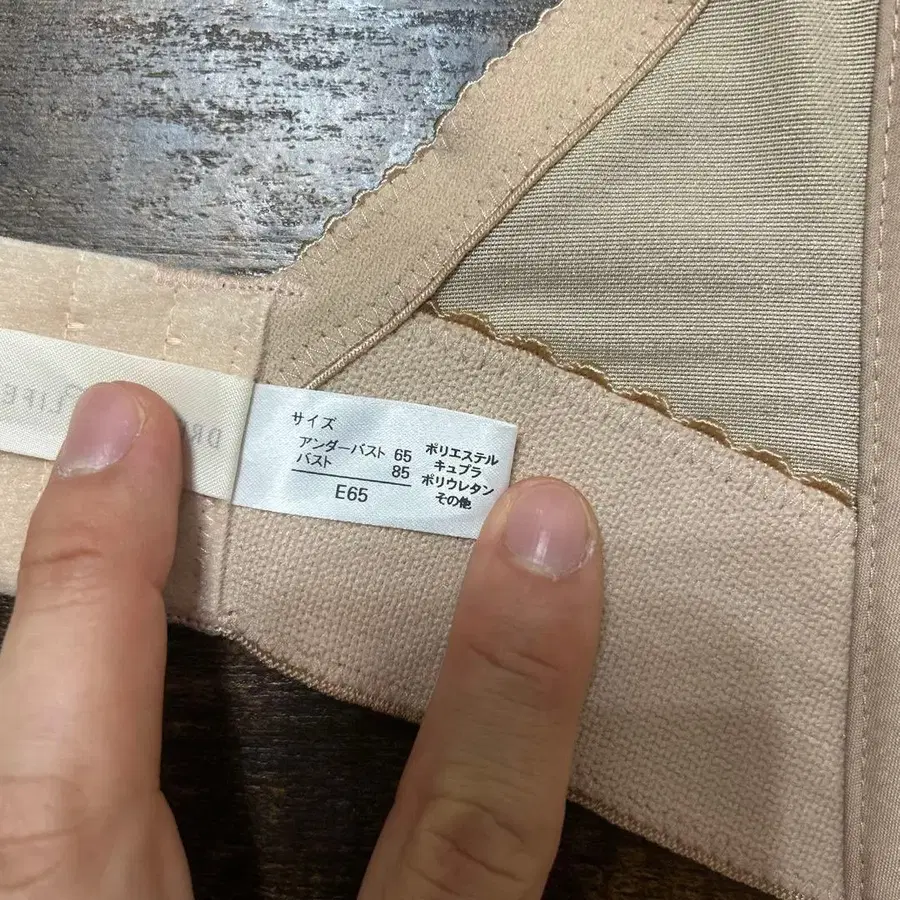 サイズ
アンダーバスト 65
バスト 85
E65
ポリエステル
キュプラ
ポリウレタン
その他
LIFE